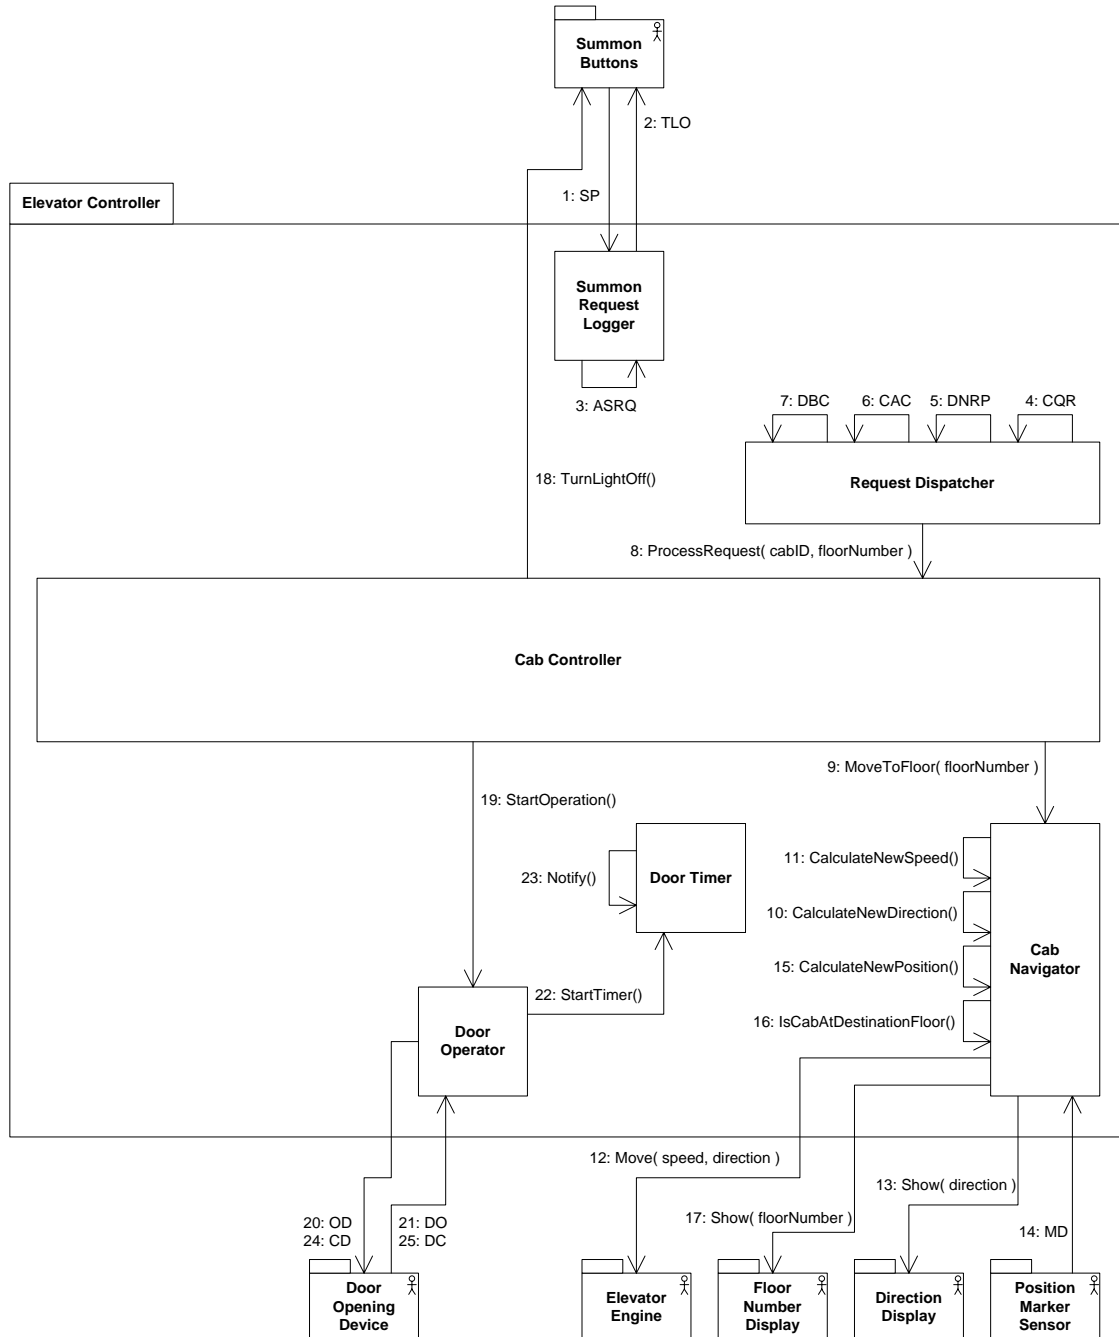 Summon
Buttons
2: TLO
1: SP
Elevator Controller
Summon
Request
Logger
3: ASRQ
7: DBC
6: CAC
5: DNRP
4: CQR
18: TurnLightOff()
Request Dispatcher
8: ProcessRequest( cabID, floorNumber )
Cab Controller
9: MoveToFloor( floorNumber )
19: StartOperation()
11: CalculateNewSpeed()
23: Notify()
Door Timer
10: CalculateNewDirection()
Cab
Navigator
15: CalculateNewPosition()
22: StartTimer()
16: IsCabAtDestinationFloor()
Door
Operator
12: Move( speed, direction )
13: Show( direction )
20: OD
24: CD
21: DO
25: DC
17: Show( floorNumber )
14: MD
Door
Opening
Device
Elevator
Engine
Floor
Number
Display
Direction
Display
Position
Marker
Sensor